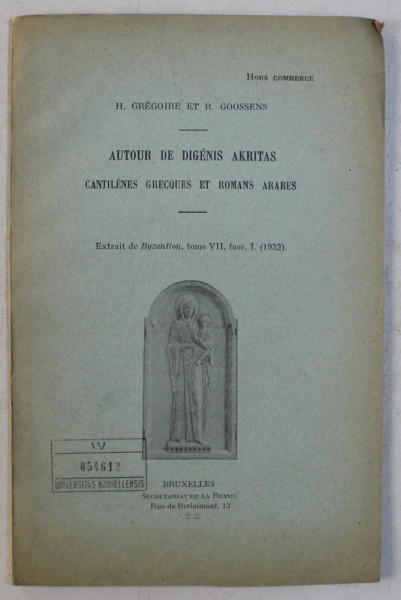 HORS COMMERCE
H. GRÉGOIRE ET R. GOOSSENS
AUTOUR DE DIGÉNIS AKRITAS
CANTILÈNES GRECQUES ET ROMANS ARABES
Extrait de Byzantion, tome VII, fasc. I. (1932).
W
054612
UNIVERSITAS BRUXELLENSIS
BRUXELLES
SECRÉTARIAT DE LA REVUE
Rue de Berlaimont, 13